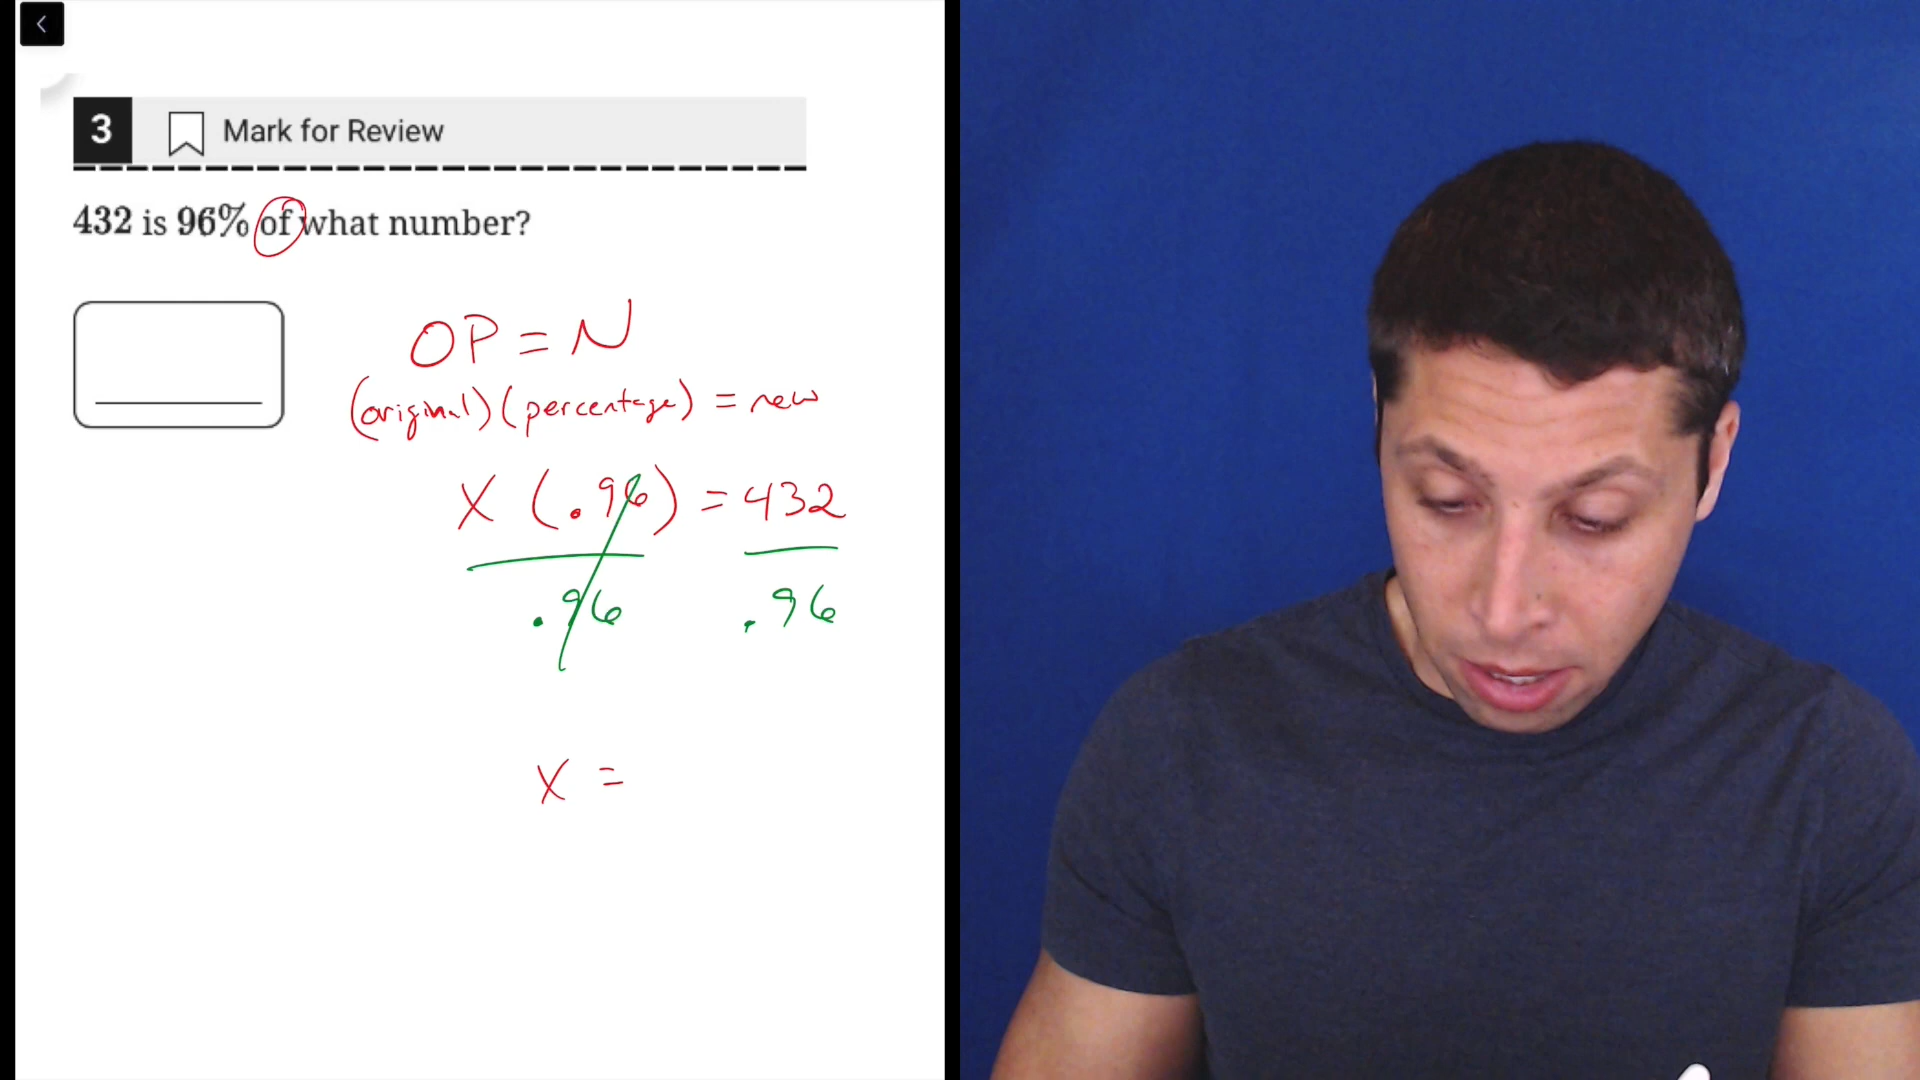 3 Mark for Review
432 is 96% of what number?
OP = N
(original) (percentage) = new
X (.96) = 432
.96 .96
X =